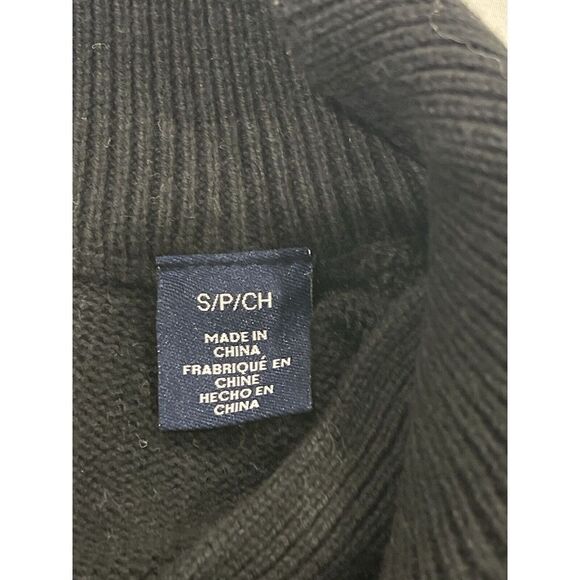 S/P/CH
MADE IN
CHINA
FRABRIQUÉ EN
CHINE
HECHO EN
CHINA